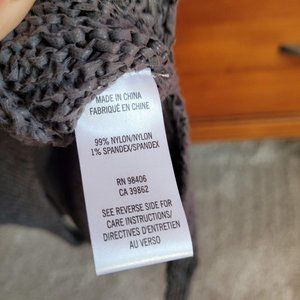 MADE IN CHINA
FABRIQUÉ EN CHINE
99% NYLON/NYLON
1% SPANDEX/SPANDEX
RN 98406
CA 39862
SEE REVERSE SIDE FOR
CARE INSTRUCTIONS/
DIRECTIVES D'ENTRETIEN
AU VERSO